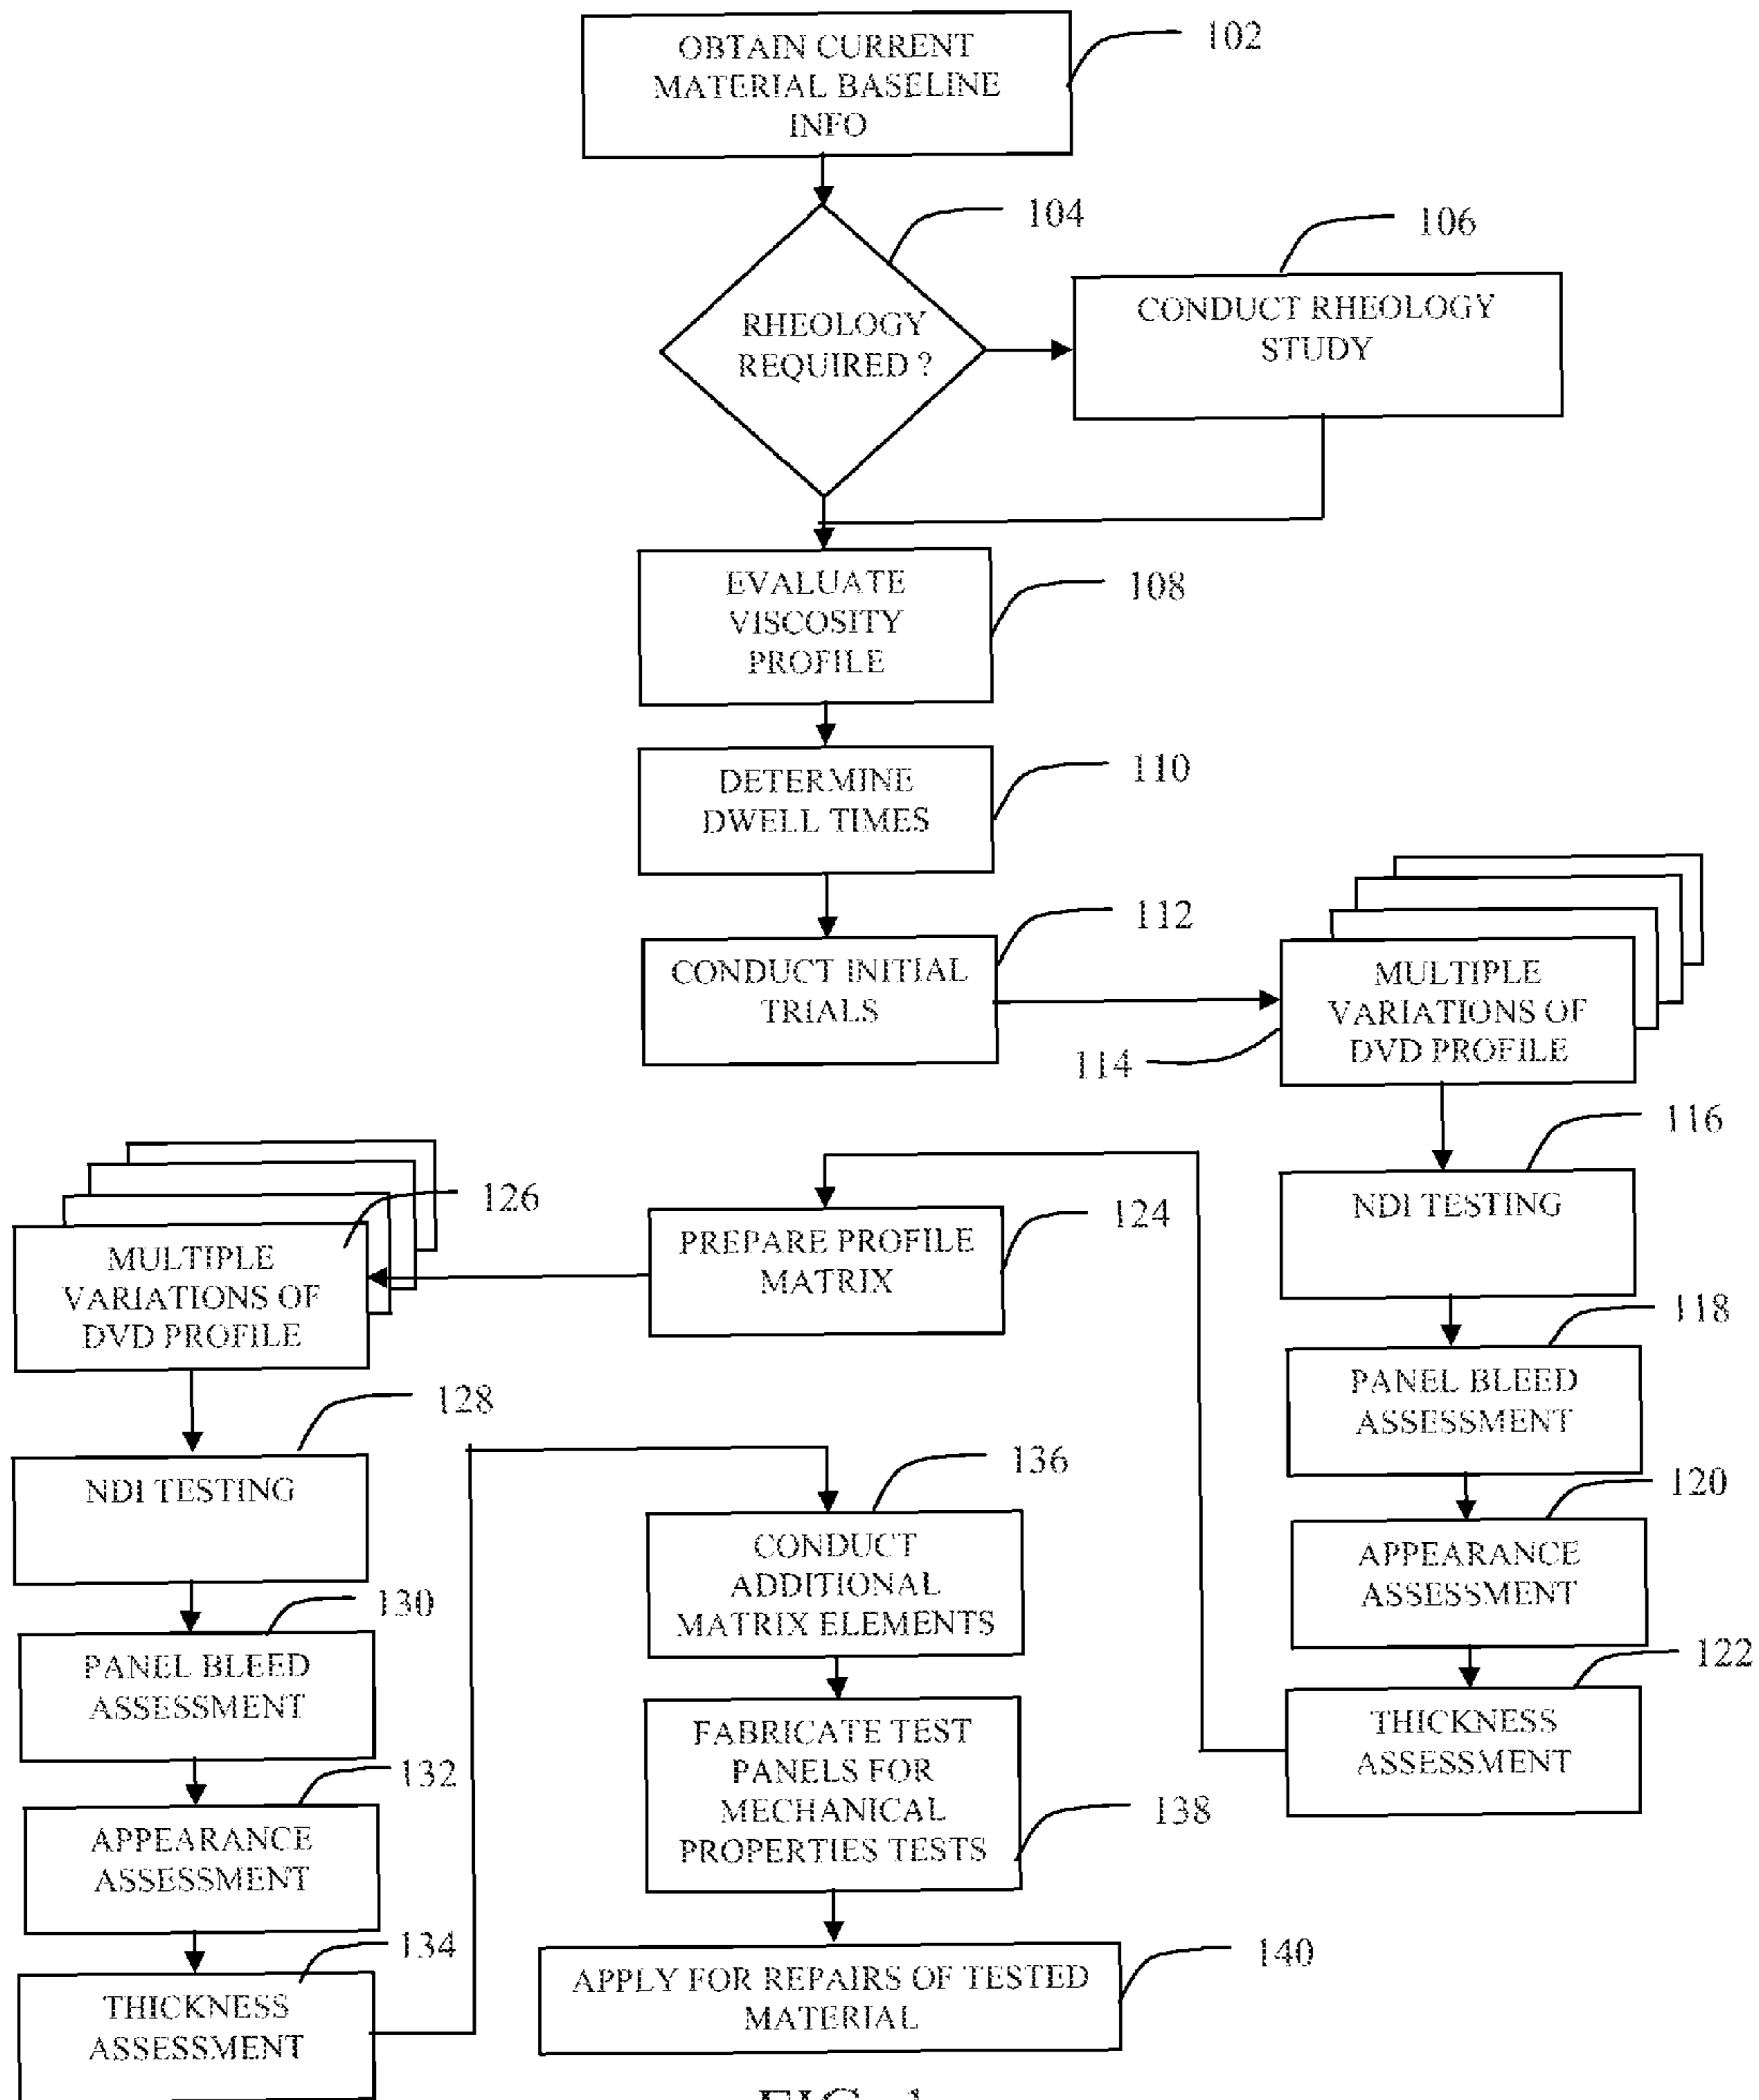 OBTAIN CURRENT
MATERIAL BASELINE
INFO
102
RHEOLOGY
REQUIRED ?
104
CONDUCT RHEOLOGY
STUDY
106
EVALUATE
VISCOSITY
PROFILE
108
DETERMINE
DWELL TIMES
110
CONDUCT INITIAL
TRIALS
112
MULTIPLE
VARIATIONS OF
DVD PROFILE
114
NDI TESTING
116
PANEL BLEED
ASSESSMENT
118
APPEARANCE
ASSESSMENT
120
THICKNESS
ASSESSMENT
122
PREPARE PROFILE
MATRIX
124
MULTIPLE
VARIATIONS OF
DVD PROFILE
126
NDI TESTING
128
PANEL BLEED
ASSESSMENT
130
APPEARANCE
ASSESSMENT
132
THICKNESS
ASSESSMENT
134
CONDUCT
ADDITIONAL
MATRIX ELEMENTS
136
FABRICATE TEST
PANELS FOR
MECHANICAL
PROPERTIES TESTS
138
APPLY FOR REPAIRS OF TESTED
MATERIAL
140
FIG. 1